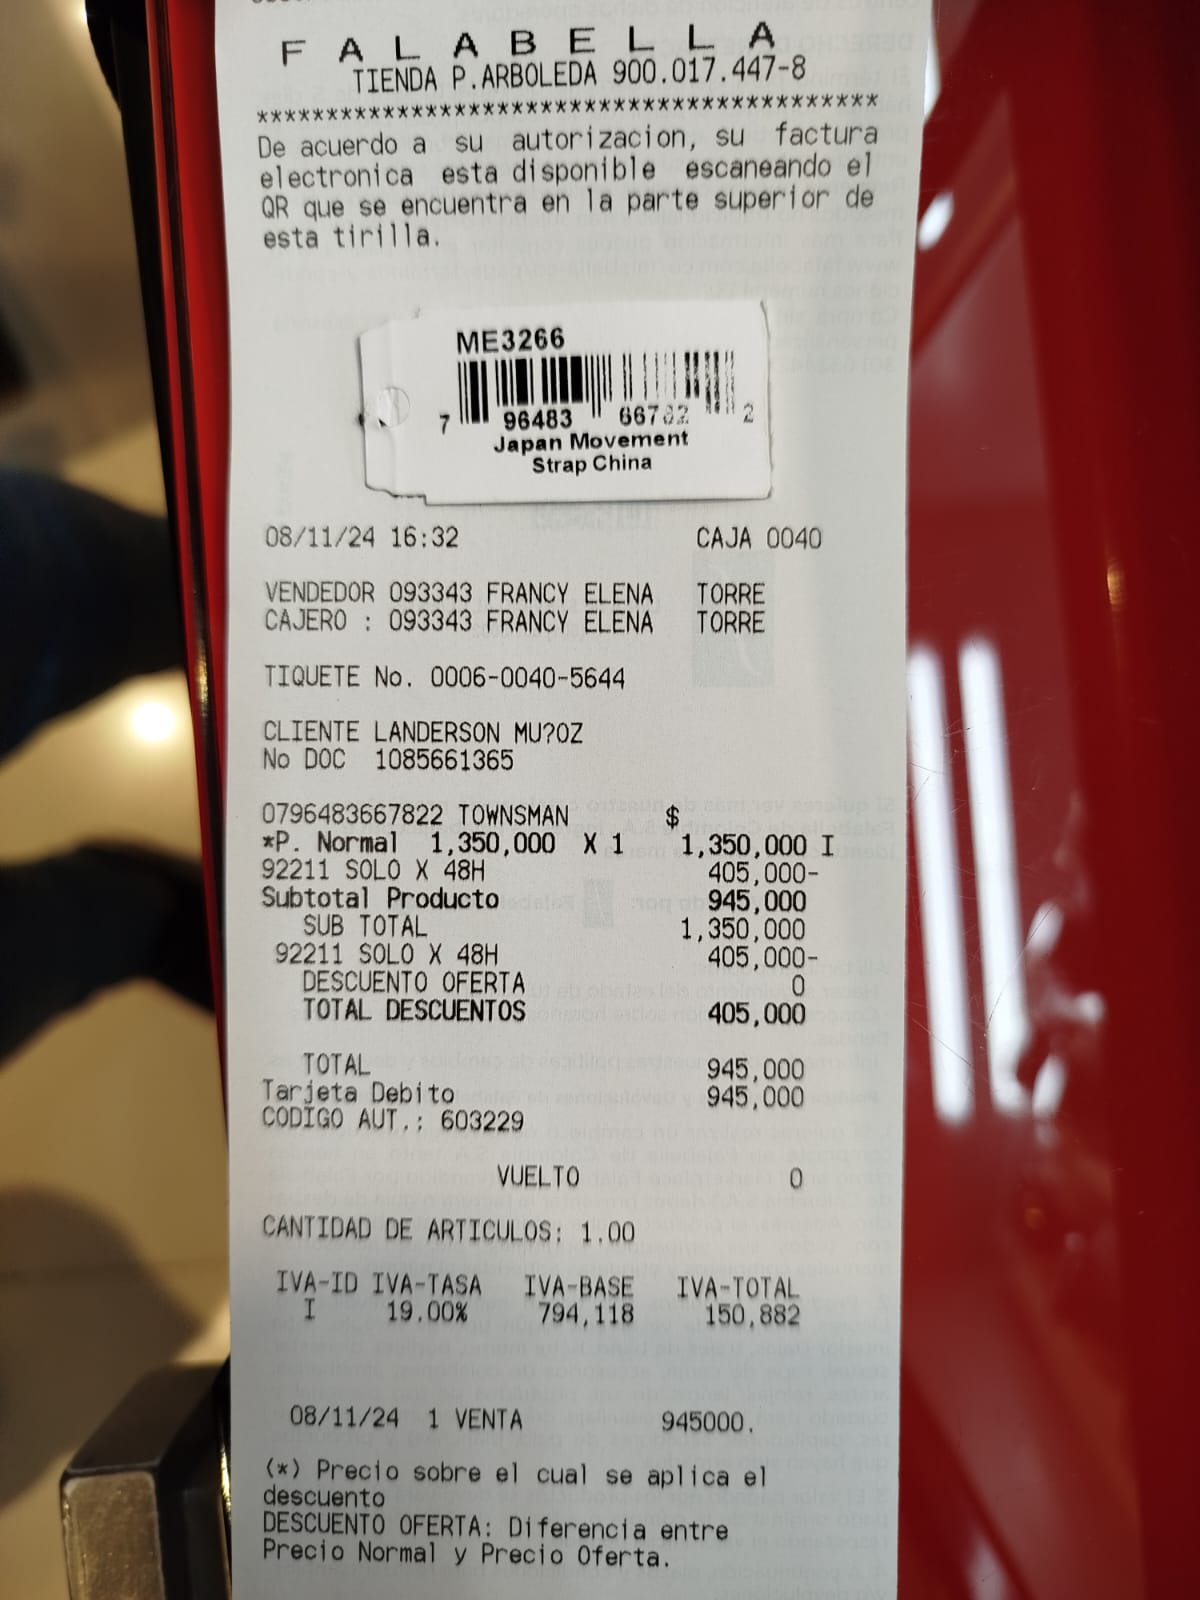 F A L A B E L L A
TIENDA P.ARBOLEDA 900.017.447-8
*********************************************
De acuerdo a su autorizacion, su factura
electronica esta disponible escaneando el
QR que se encuentra en la parte superior de
esta tirilla.
ME3266
7 96483 66782 2
Japan Movement
Strap China
08/11/24 16:32 CAJA 0040
VENDEDOR 093343 FRANCY ELENA TORRE
CAJERO : 093343 FRANCY ELENA TORRE
TIQUETE No. 0006-0040-5644
CLIENTE LANDERSON MU?OZ
No DOC 1085661365
0796483667822 TOWNSMAN $
*P. Normal 1,350,000 X 1 1,350,000 I
92211 SOLO X 48H 405,000-
Subtotal Producto 945,000
SUB TOTAL 1,350,000
92211 SOLO X 48H 405,000-
DESCUENTO OFERTA 0
TOTAL DESCUENTOS 405,000
TOTAL 945,000
Tarjeta Debito 945,000
CODIGO AUT.: 603229
VUELTO 0
CANTIDAD DE ARTICULOS: 1.00
IVA-ID IVA-TASA IVA-BASE IVA-TOTAL
I 19.00% 794,118 150,882
08/11/24 1 VENTA 945000.
(*) Precio sobre el cual se aplica el
descuento
DESCUENTO OFERTA: Diferencia entre
Precio Normal y Precio Oferta.